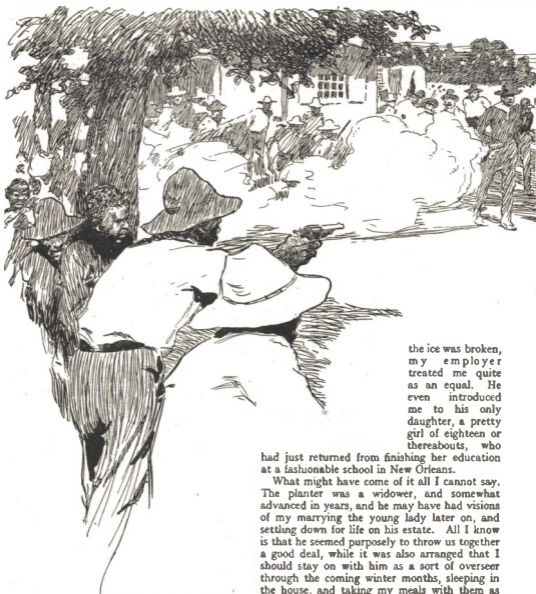 the ice was broken,
my employer
treated me quite
as an equal. He
even introduced
me to his only
daughter, a pretty
girl of eighteen or
thereabouts, who
had just returned from finishing her education
at a fashionable school in New Orleans.
What might have come of it all I cannot say.
The planter was a widower, and somewhat
advanced in years, and he may have had visions
of my marrying the young lady later on, and
settling down for life on his estate. All I know
is that he seemed purposely to throw us together
a good deal, while it was also arranged that I
should stay on with him as a sort of overseer
through the coming winter months, sleeping in
the house, and taking my meals with them as